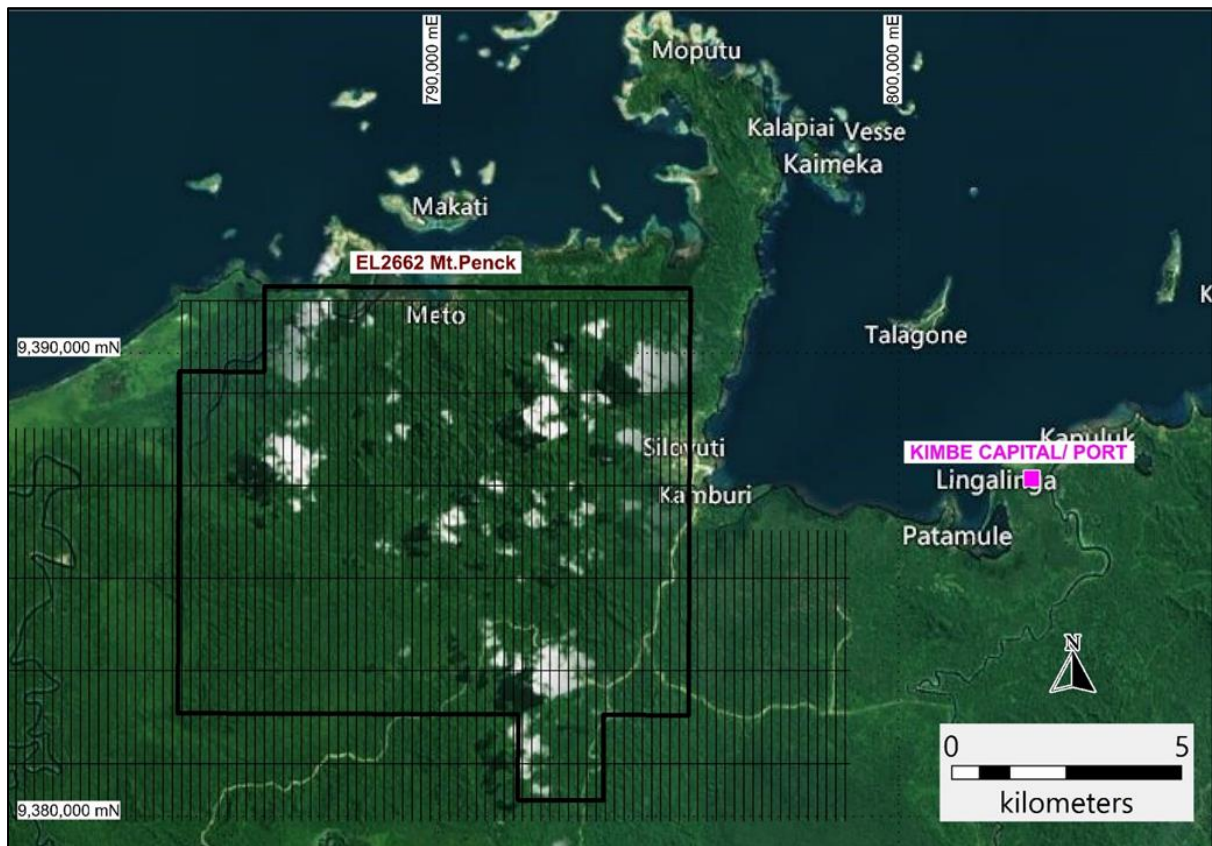 790,000 mE
800,000 mE
Moputu
Kalapiai Vesse
Kaimeka
Makati
EL2662 Mt.Penck
K
Meto
Talagone
9,390,000 mN
Kapuluk
Silovuti
KIMBE CAPITAL/ PORT
Lingalinga
Kamburi
Patamule
N
0 5
kilometers
9,380,000 mN